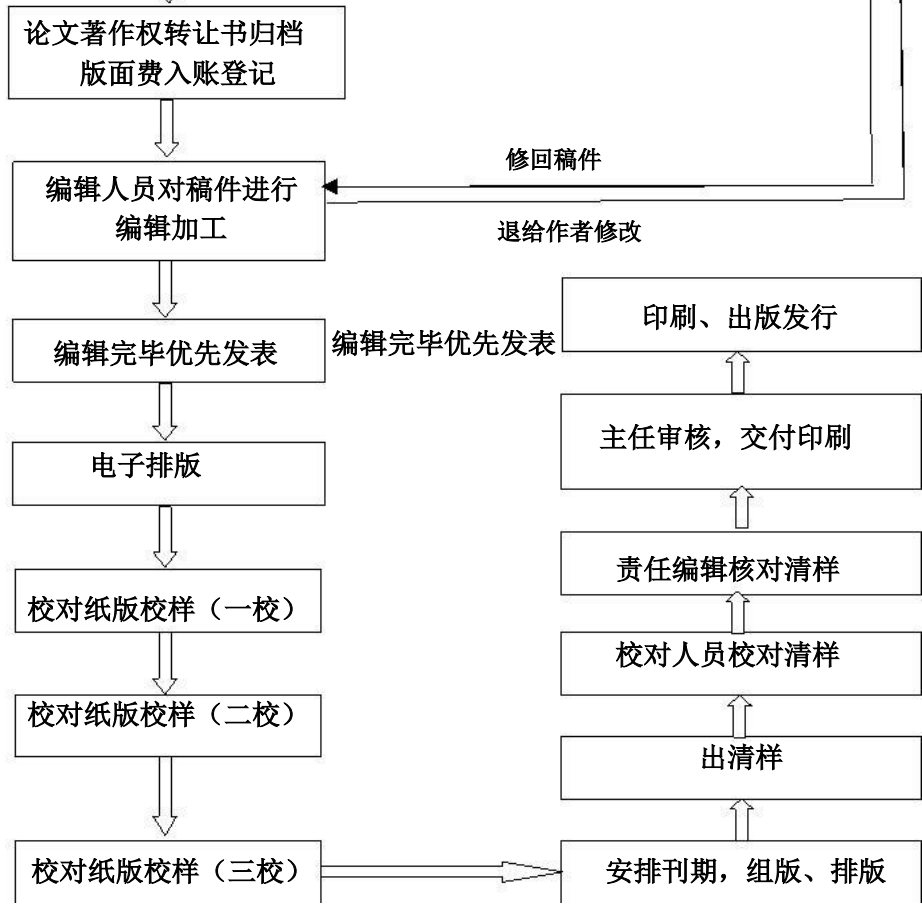 论文著作权转让书归档
版面费入账登记
修回稿件
编辑人员对稿件进行
编辑加工
退给作者修改
编辑完毕优先发表
编辑完毕优先发表
电子排版
校对纸版校样（一校）
校对纸版校样（二校）
校对纸版校样（三校）
安排刊期，组版、排版
出清样
校对人员校对清样
责任编辑核对清样
主任审核，交付印刷
印刷、出版发行